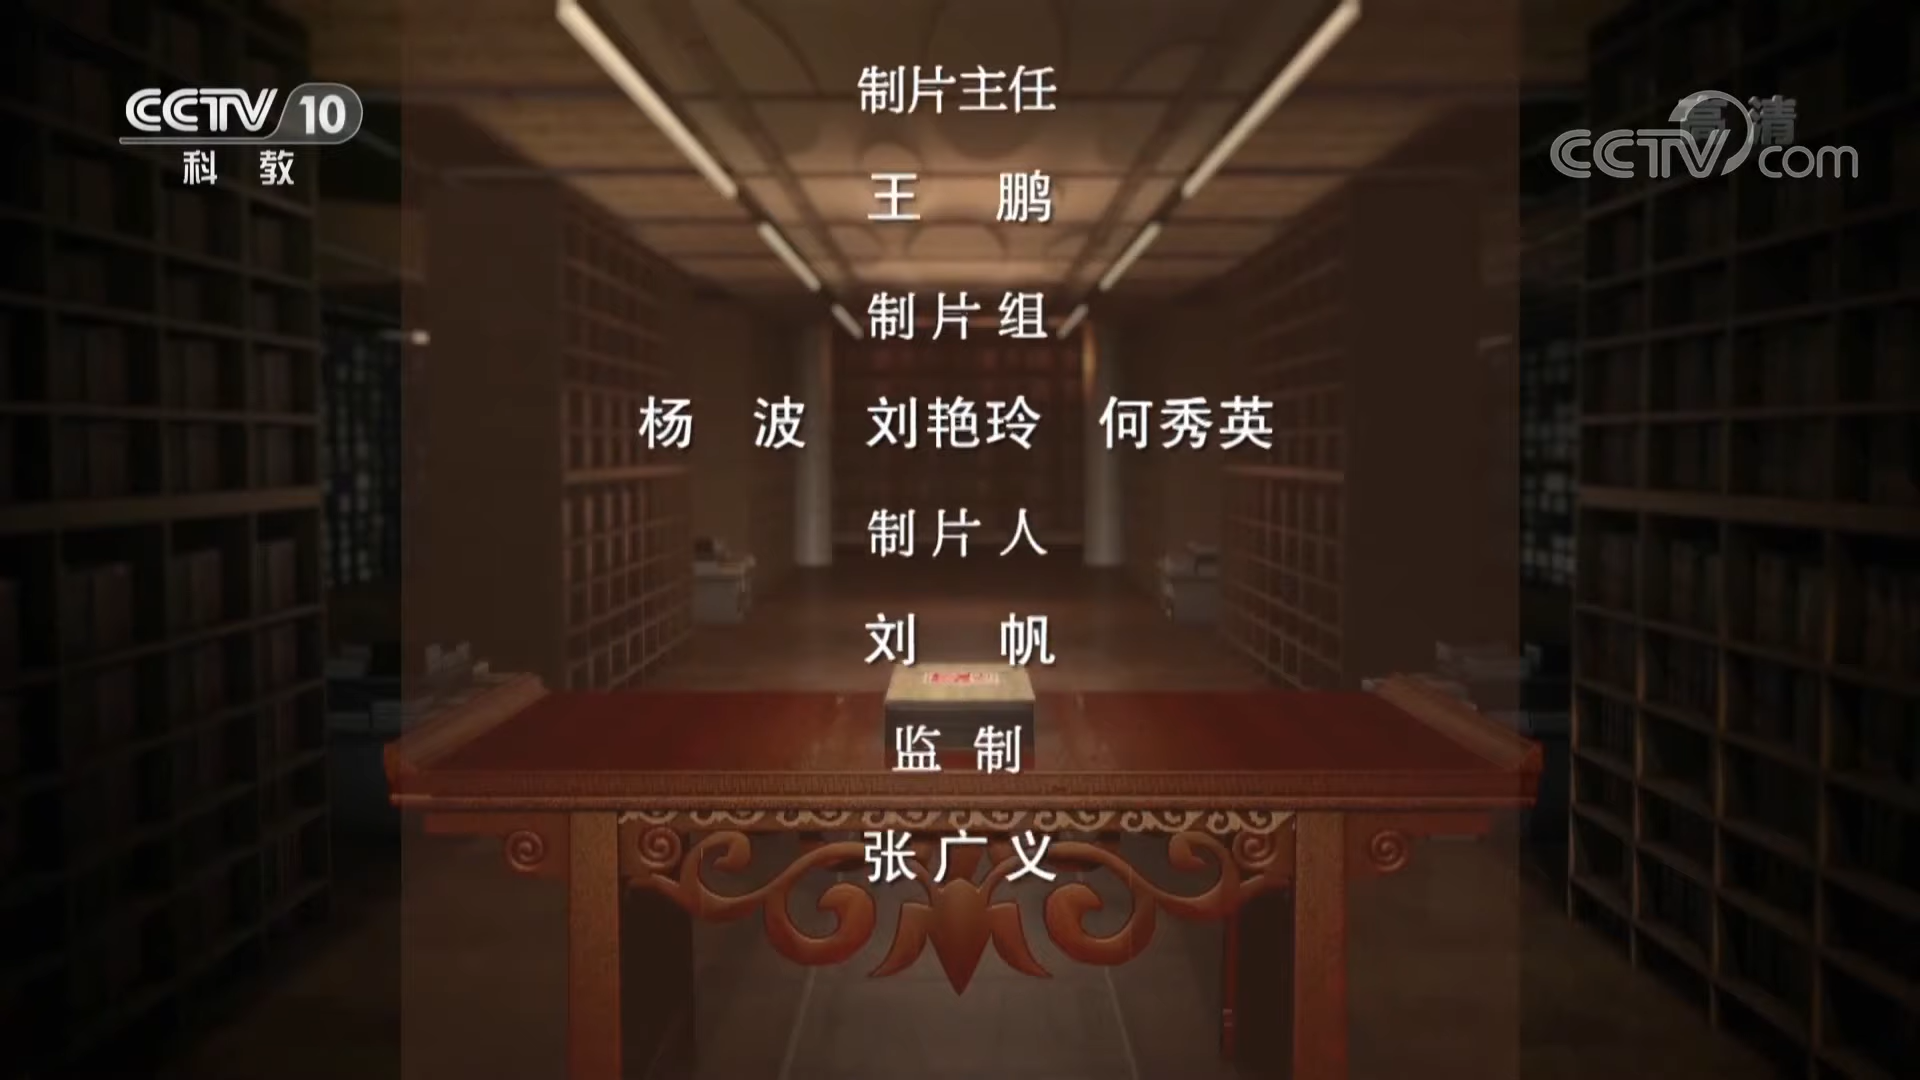 CCTV 10
科 教
高清
CCTV.com
制片主任
王 鹏
制片组
杨 波 刘艳玲 何秀英
制片人
刘 帆
监 制
张广义